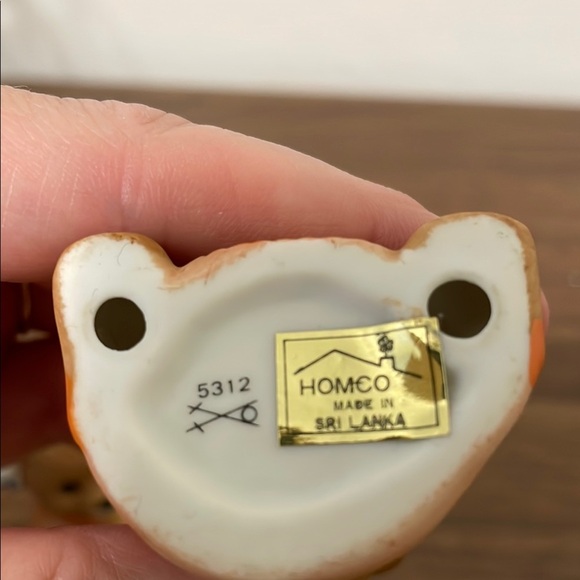 5312
HOMCO
MADE IN
SRI LANKA